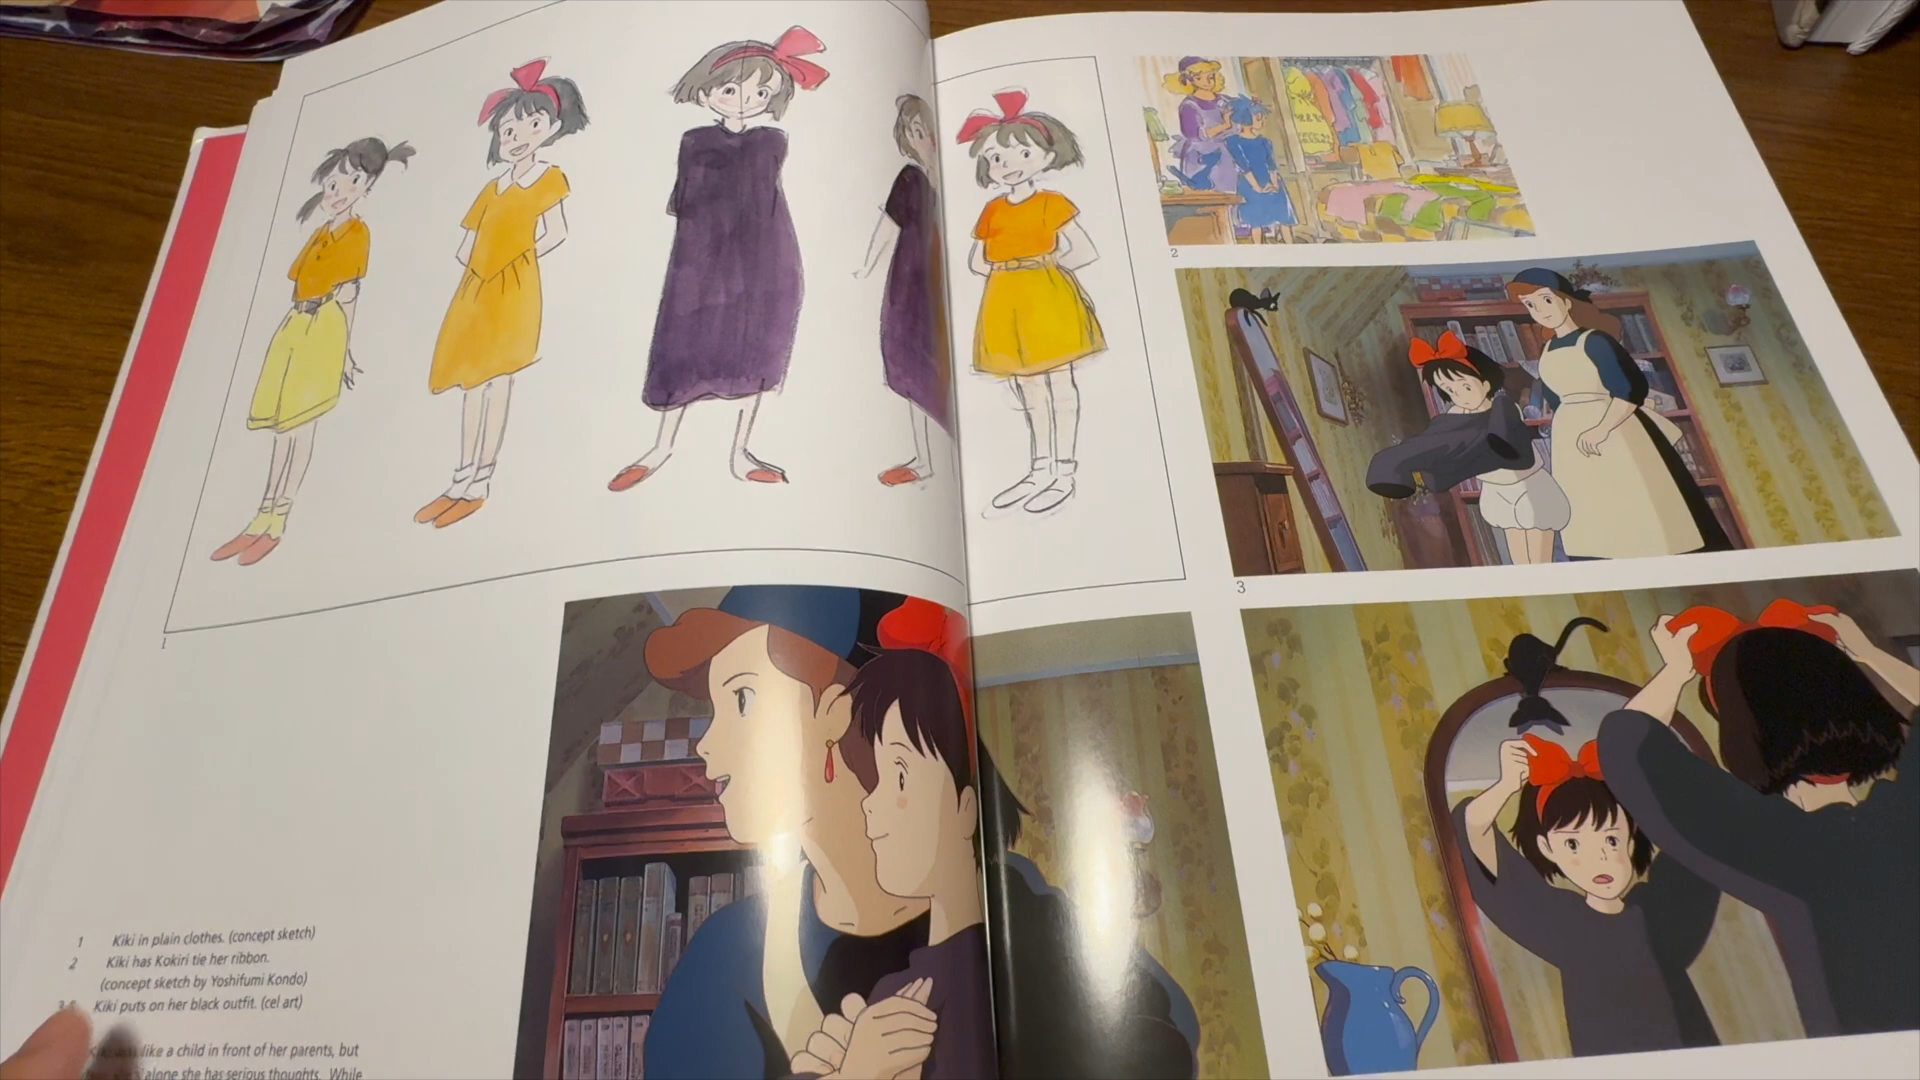 1
2
3
1 Kiki in plain clothes. (concept sketch)
2 Kiki has Kokiri tie her ribbon.
(concept sketch by Yoshifumi Kondo)
Kiki puts on her black outfit. (cel art)
like a child in front of her parents, but
alone she has serious thoughts. While